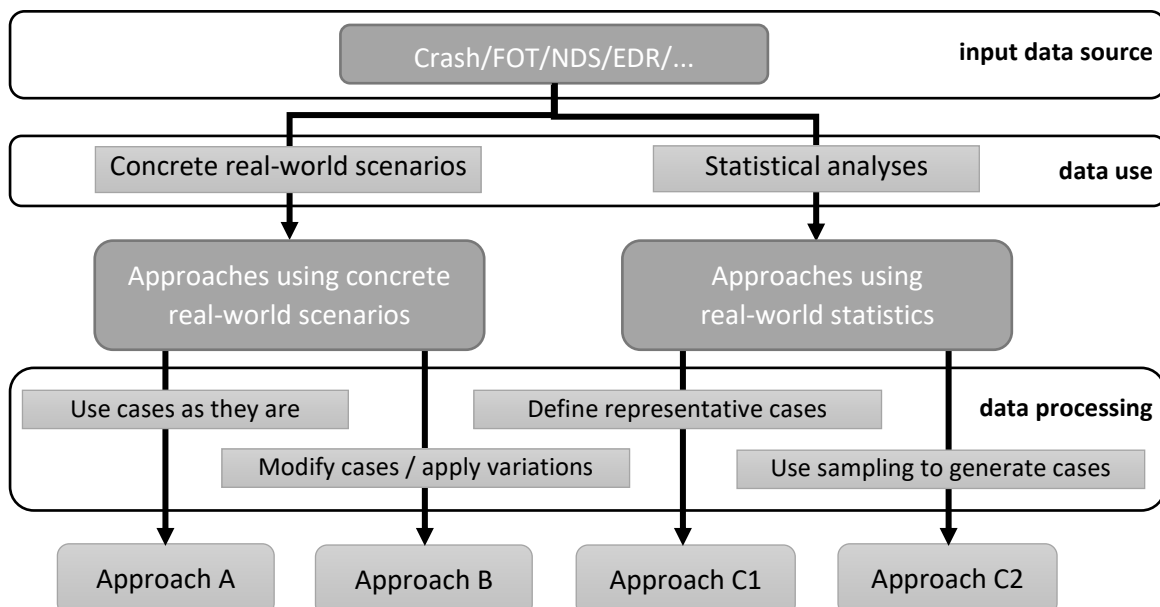 Crash/FOT/NDS/EDR/...
input data source
Concrete real-world scenarios
Statistical analyses
data use
Approaches using concrete
real-world scenarios
Approaches using
real-world statistics
Use cases as they are
Define representative cases
data processing
Modify cases / apply variations
Use sampling to generate cases
Approach A
Approach B
Approach C1
Approach C2